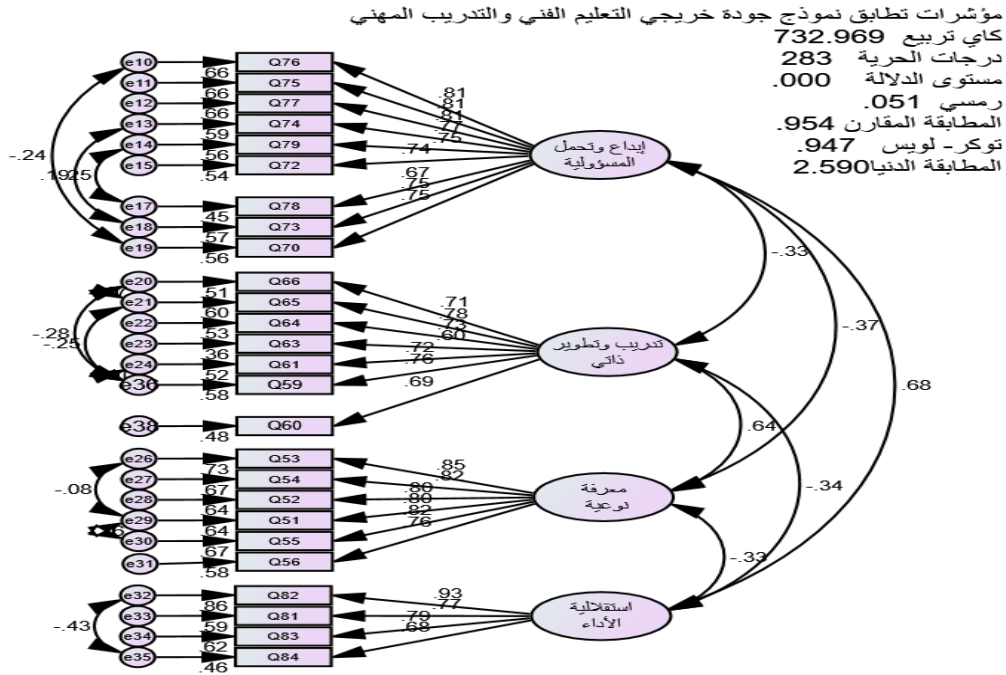 مؤشرات تطابق نموذج جودة خريجي التعليم الفني والتدريب المهني
كاي تربيع 732.969
درجات الحرية 283
مستوى الدلالة .000
رمسي .051
المطابقة المقارن .954
توكر- لويس .947
المطابقة الدنيا2.590
e10 .66 Q76 .81
e11 .66 Q75 .81
e12 .66 Q77 .81
e13 .59 Q74 .77
e14 .56 Q79 .75
e15 .54 Q72 .74
e17 .45 Q78 .67
e18 .57 Q73 .75
e19 .56 Q70 .75
-.24
.19
.25
إبداع وتحمل
المسؤولية
e20 .51 Q66 .71
e21 .60 Q65 .78
e22 .53 Q64 .73
e23 .36 Q63 .60
e24 .52 Q61 .72
e36 .58 Q59 .76
e38 .48 Q60 .69
-.28
-.25
تدريب وتطوير
ذاتي
e26 .73 Q53 .85
e27 .67 Q54 .82
e28 .64 Q52 .80
e29 .64 Q51 .80
e30 .67 Q55 .82
e31 .58 Q56 .76
-.08
معرفة
نوعية
e32 .86 Q82 .93
e33 .59 Q81 .77
e34 .62 Q83 .79
e35 .46 Q84 .68
-.43
استقلالية
الأداء
-.33
-.37
.68
.64
-.34
-.33